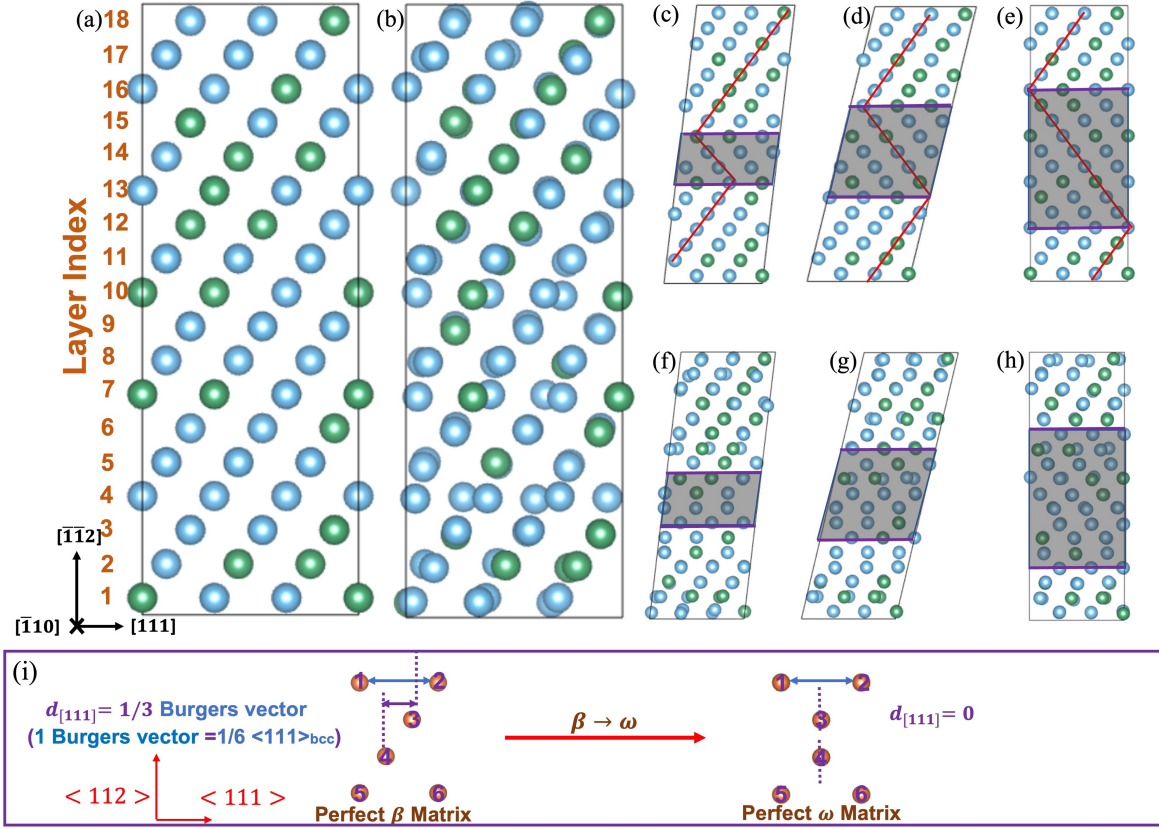 (a) (b) (c) (d) (e)
18
17
16
15
14
13
12
11
10
9
8
7
6
5
4
3
2
1
Layer Index
(f) (g) (h)
[1̅1̅2]
[1̅10] [111]
(i)
1 2 1 2
d[111]= 1/3 Burgers vector
3 β → ω 3 d[111]= 0
(1 Burgers vector =1/6 <111>bcc)
4 4
< 112 > < 111 > 5 6 5 6
Perfect β Matrix Perfect ω Matrix